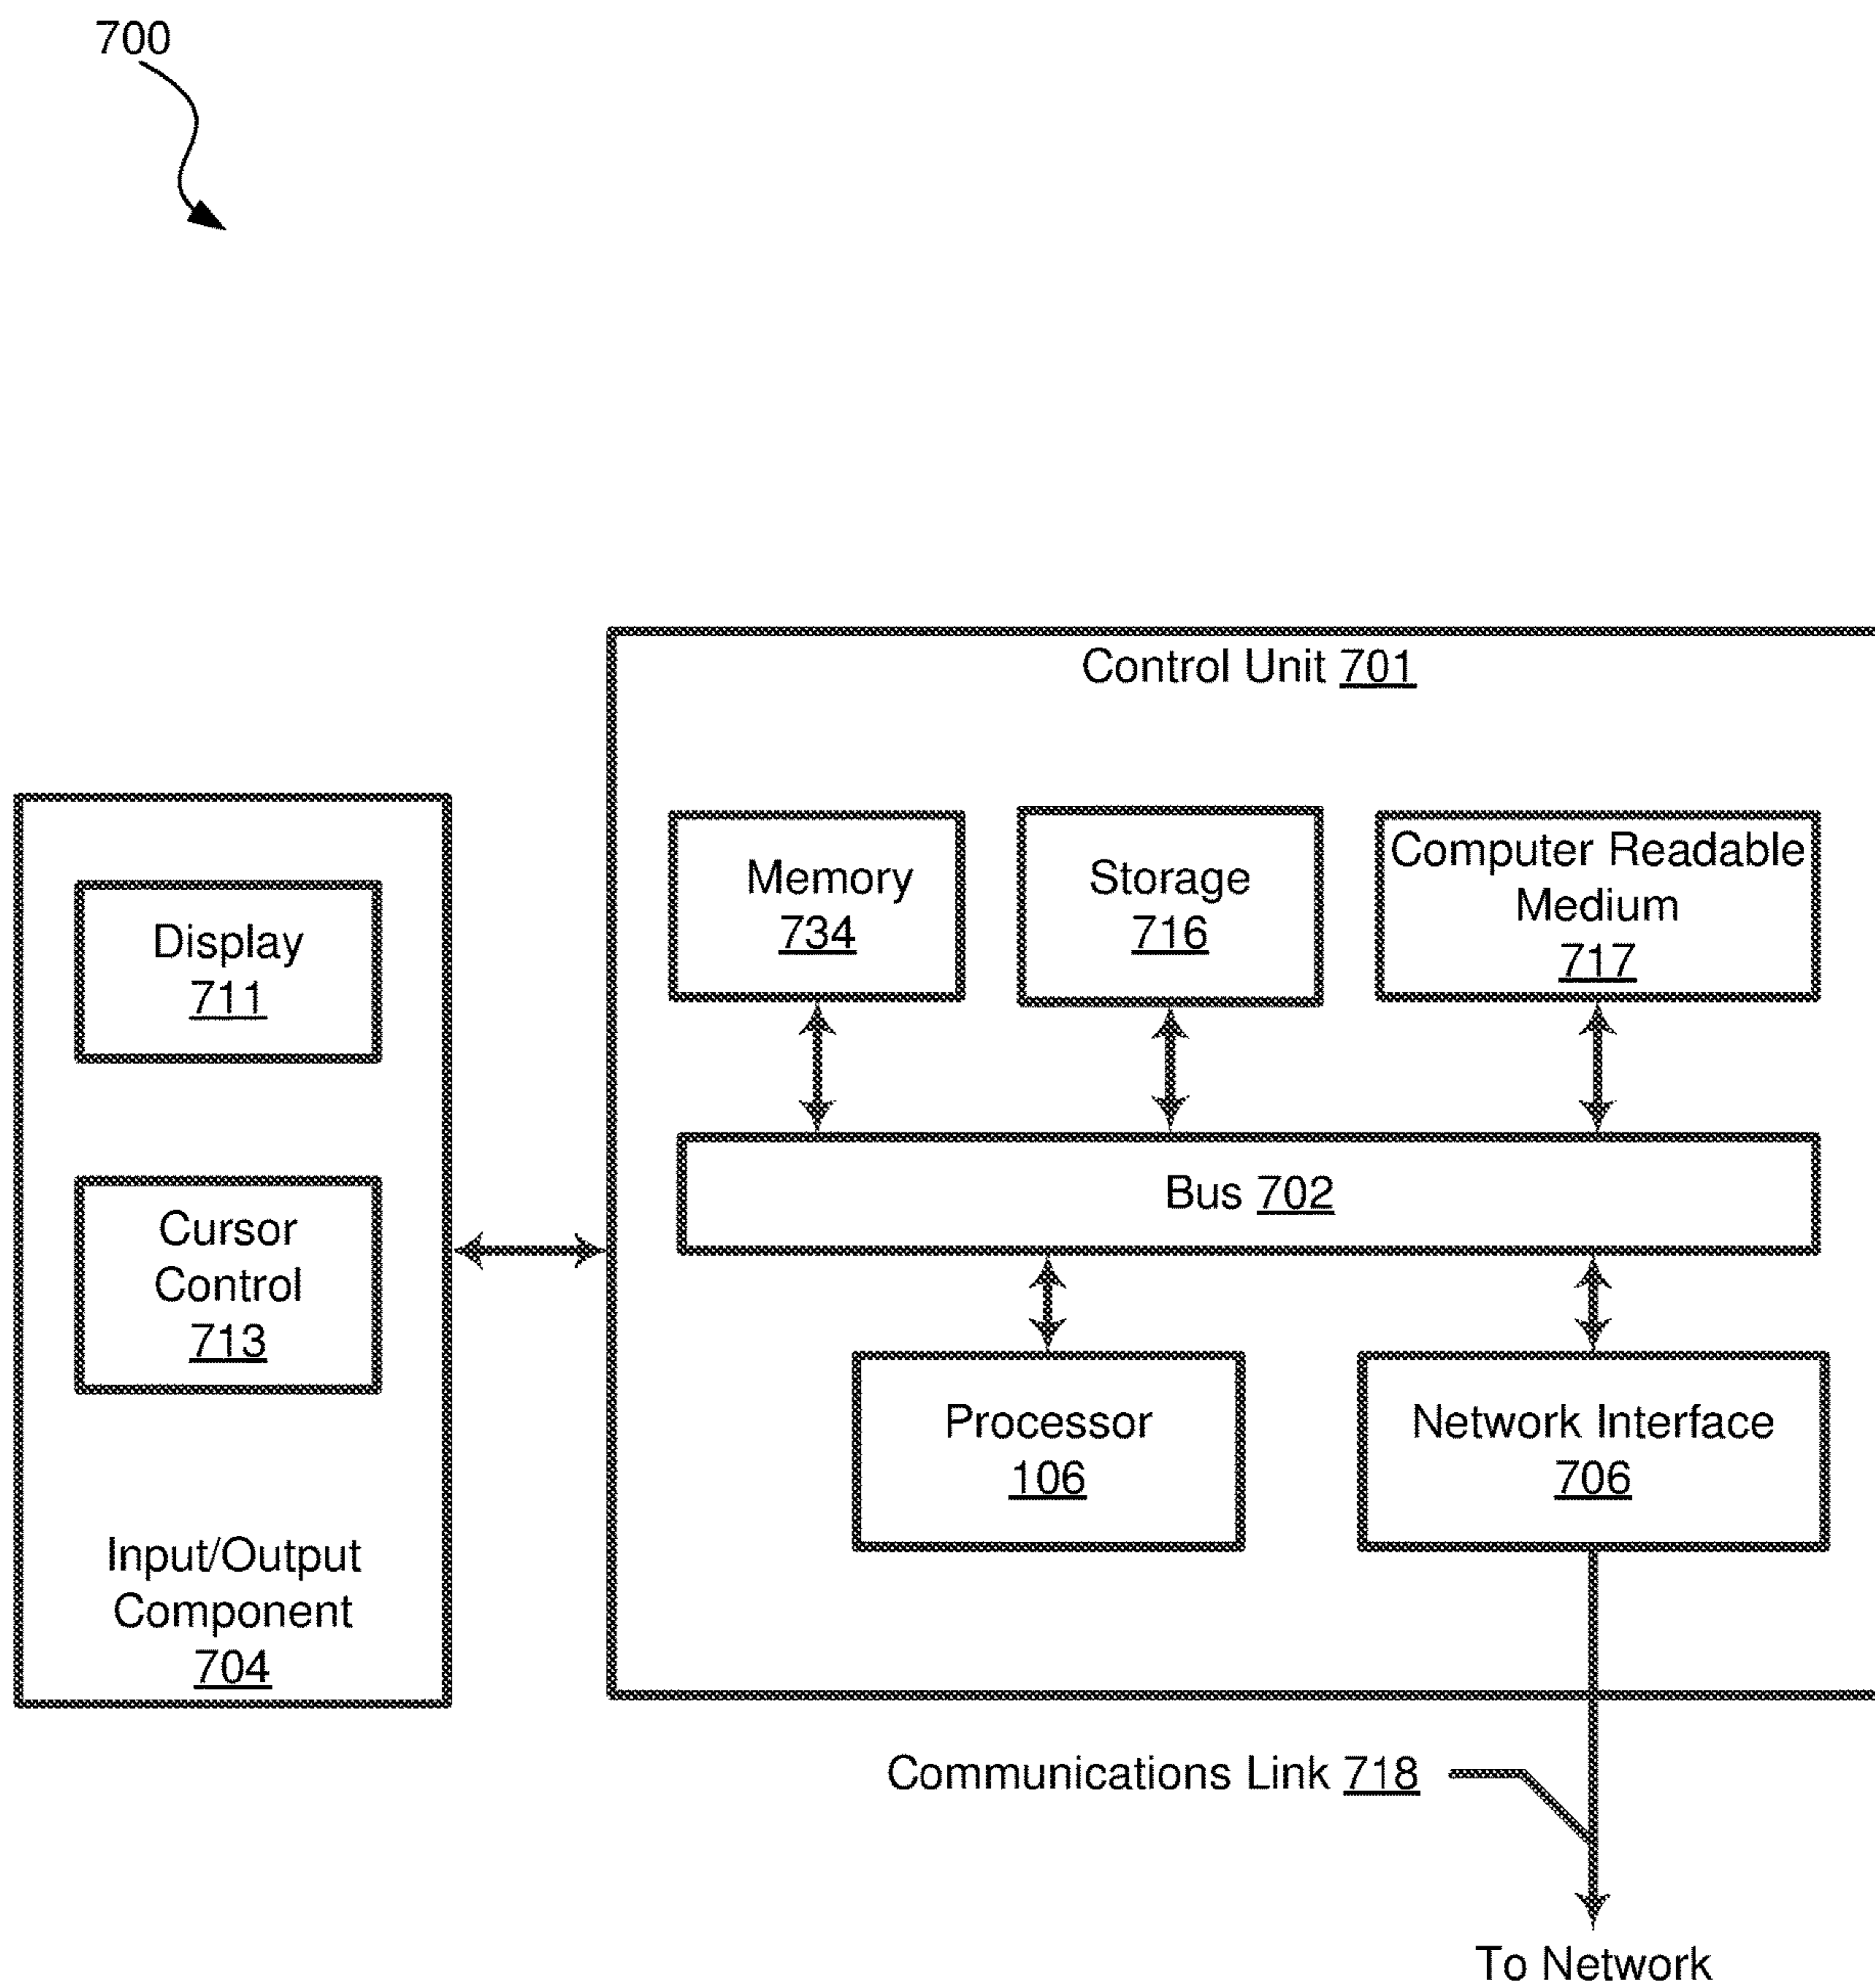 700
Control Unit 701
Memory
734
Storage
716
Computer Readable
Medium
717
Display
711
Bus 702
Cursor
Control
713
Processor
106
Network Interface
706
Input/Output
Component
704
Communications Link 718
To Network